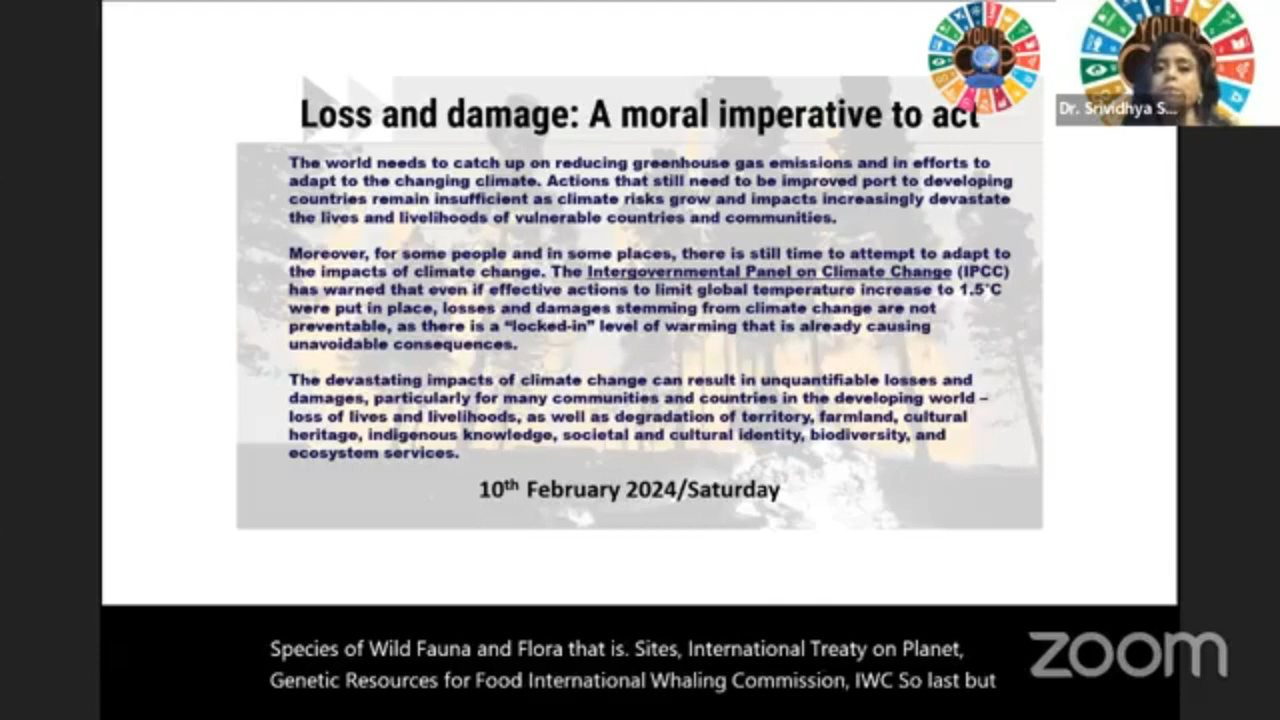 YOUTH
YOUTH
Dr. Srividhya S...
Loss and damage: A moral imperative to act
The world needs to catch up on reducing greenhouse gas emissions and in efforts to
adapt to the changing climate. Actions that still need to be improved port to developing
countries remain insufficient as climate risks grow and impacts increasingly devastate
the lives and livelihoods of vulnerable countries and communities.
Moreover, for some people and in some places, there is still time to attempt to adapt to
the impacts of climate change. The Intergovernmental Panel on Climate Change (IPCC)
has warned that even if effective actions to limit global temperature increase to 1.5°C
were put in place, losses and damages stemming from climate change are not
preventable, as there is a “locked-in” level of warming that is already causing
unavoidable consequences.
The devastating impacts of climate change can result in unquantifiable losses and
damages, particularly for many communities and countries in the developing world –
loss of lives and livelihoods, as well as degradation of territory, farmland, cultural
heritage, indigenous knowledge, societal and cultural identity, biodiversity, and
ecosystem services.
10th February 2024/Saturday
Species of Wild Fauna and Flora that is. Sites, International Treaty on Planet,
Genetic Resources for Food International Whaling Commission, IWC So last but
zoom